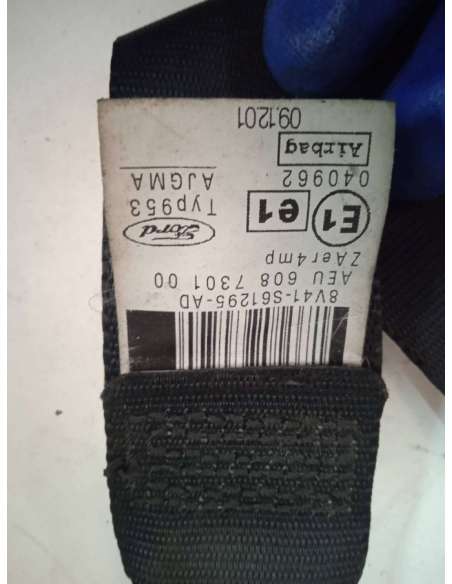 8V41-S61295-AD
AEU 608 7301 00
ZAer4mp
E1 e1 Ford
040962 Typ953
Airbag AJGMA
09.1201